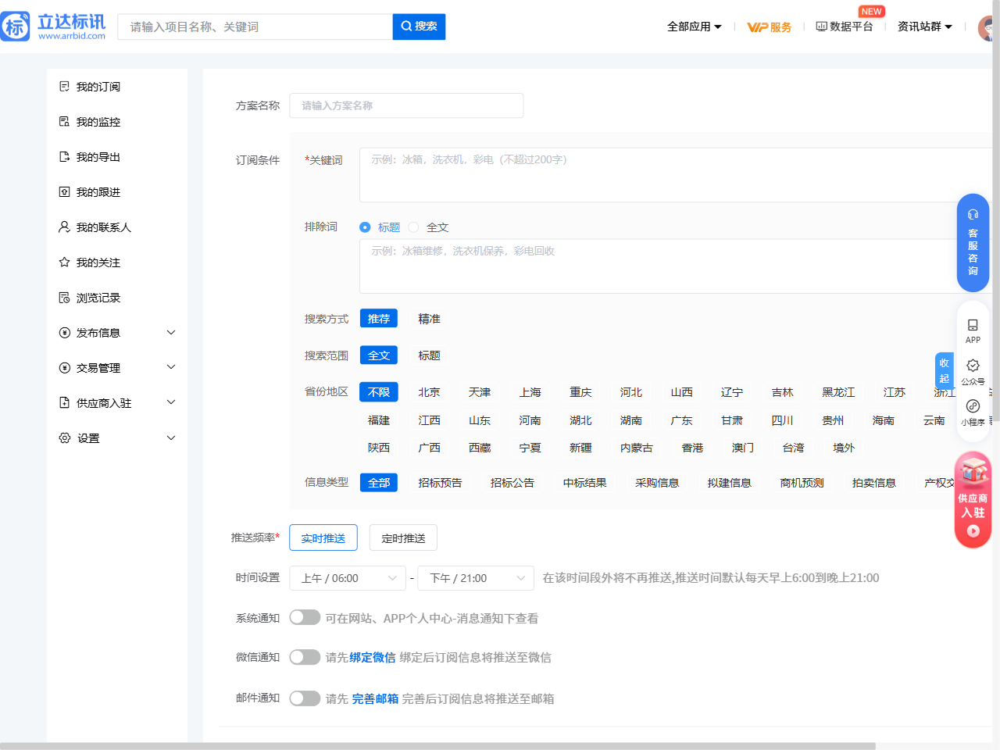 标 立达标讯
www.arrbid.com
请输入项目名称、关键词
搜索
全部应用
VIP服务
数据平台
NEW
资讯站群
我的订阅
我的监控
我的导出
我的跟进
我的联系人
我的关注
浏览记录
发布信息
交易管理
供应商入驻
设置
方案名称 请输入方案名称
订阅条件 *关键词 示例：冰箱，洗衣机，彩电（不超过200字）
排除词 标题 全文
示例：冰箱维修，洗衣机保养，彩电回收
搜索方式 推荐 精准
搜索范围 全文 标题
省份地区 不限 北京 天津 上海 重庆 河北 山西 辽宁 吉林 黑龙江 江苏 浙江
福建 江西 山东 河南 湖北 湖南 广东 甘肃 四川 贵州 海南 云南
陕西 广西 西藏 宁夏 新疆 内蒙古 香港 澳门 台湾 境外
信息类型 全部 招标预告 招标公告 中标结果 采购信息 拟建信息 商机预测 拍卖信息 产权交
推送频率* 实时推送 定时推送
时间设置 上午 / 06:00 - 下午 / 21:00 在该时间段外将不再推送,推送时间默认每天早上6:00到晚上21:00
系统通知 可在网站、APP个人中心-消息通知下查看
微信通知 请先绑定微信 绑定后订阅信息将推送至微信
邮件通知 请先 完善邮箱 完善后订阅信息将推送至邮箱
客
服
咨
询
APP
公众号
小程序
收
起
供应商
入驻